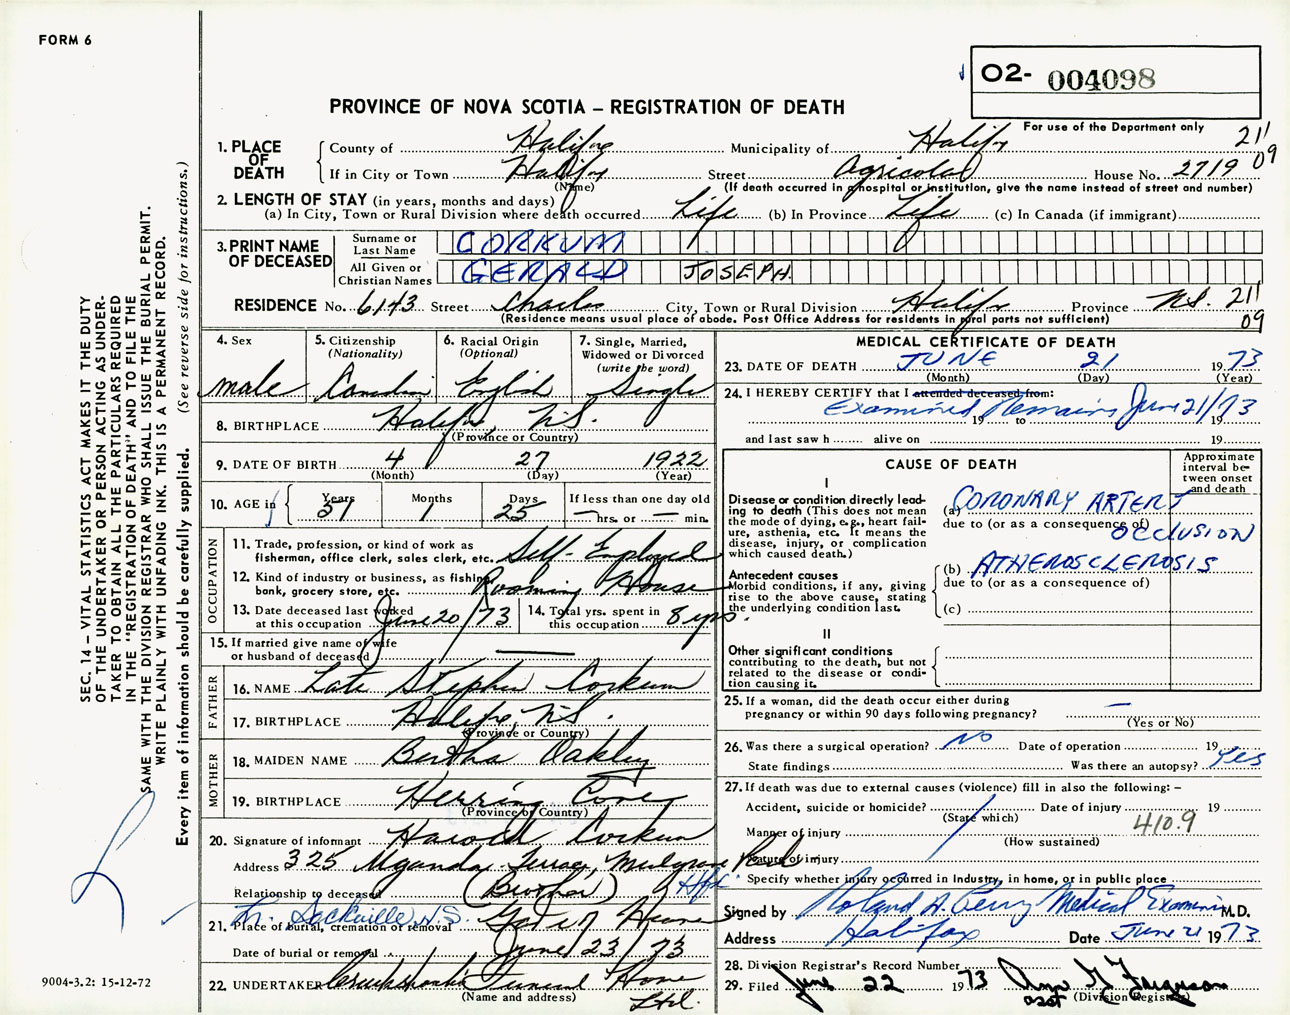 FORM 6
O2- 004098
PROVINCE OF NOVA SCOTIA – REGISTRATION OF DEATH
For use of the Department only
21
09
1. PLACE OF DEATH
County of Halifax Municipality of Halifax
If in City or Town Halifax Street Agricola House No. 2719
(Name) (If death occurred in a hospital or institution, give the name instead of street and number)
2. LENGTH OF STAY (in years, months and days)
(a) In City, Town or Rural Division where death occurred Life (b) In Province Life (c) In Canada (if immigrant)
3. PRINT NAME OF DECEASED
Surname or Last Name CORKUM
All Given or Christian Names GERALD JOSEPH.
RESIDENCE No. 6143 Street Charles City, Town or Rural Division Halifax Province N.S. 21
(Residence means usual place of abode. Post Office Address for residents in rural parts not sufficient) 09
4. Sex male
5. Citizenship (Nationality) Canadian
6. Racial Origin (Optional) English
7. Single, Married, Widowed or Divorced (write the word) Single
8. BIRTHPLACE Halifax N.S.
(Province or Country)
9. DATE OF BIRTH 4 27 1922
(Month) (Day) (Year)
10. AGE in Years 51 Months 1 Days 25 If less than one day old — hrs. or — min.
OCCUPATION
11. Trade, profession, or kind of work as fisherman, office clerk, sales clerk, etc. Self-Employed
12. Kind of industry or business, as fishing, bank, grocery store, etc. Rooming House
13. Date deceased last worked at this occupation June 20/73
14. Total yrs. spent in this occupation 8 yrs.
15. If married give name of wife or husband of deceased —
FATHER
16. NAME Late Stephen Corkum
17. BIRTHPLACE Halifax, N.S.
(Province or Country)
MOTHER
18. MAIDEN NAME Bertha Oakley
19. BIRTHPLACE Herring Cove
(Province or Country)
20. Signature of informant Harold Corkum
Address 325 Uganda Terrace, Mulgrave Park
Hfx.
Relationship to deceased (Brother)
N. Sackville, N.S.
21. Place of burial, cremation or removal Gate of Heaven
Date of burial or removal June 23/73
22. UNDERTAKER Cruikshanks Funeral Home
(Name and address) Ltd.
MEDICAL CERTIFICATE OF DEATH
23. DATE OF DEATH JUNE 21 1973
(Month) (Day) (Year)
24. I HEREBY CERTIFY that I attended deceased from:
Examined Remains June 21/73
19 to 19
and last saw h alive on 19
CAUSE OF DEATH
Approximate interval between onset and death
I
Disease or condition directly leading to death (This does not mean the mode of dying, e.g., heart failure, asthenia, etc. It means the disease, injury, or complication which caused death.)
(a) CORONARY ARTERY
due to (or as a consequence of)
OCCLUSION
Antecedent causes
Morbid conditions, if any, giving rise to the above cause, stating the underlying condition last.
(b) ATHEROSCLEROSIS
due to (or as a consequence of)
(c)
II
Other significant conditions
contributing to the death, but not related to the disease or condition causing it.
25. If a woman, did the death occur either during pregnancy or within 90 days following pregnancy? —
(Yes or No)
26. Was there a surgical operation? No Date of operation 19
State findings Was there an autopsy? Yes
27. If death was due to external causes (violence) fill in also the following: –
Accident, suicide or homicide? Date of injury 19
(State which) 410.9
Manner of injury
(How sustained)
Nature of injury
Specify whether injury occurred in Industry, in home, or in public place
Signed by Roland A. Perry Medical Examiner M.D.
Address Halifax Date June 21 1973
28. Division Registrar's Record Number
29. Filed June 22 1973 Ann G Ferguson
asst (Division Registrar)
SEC. 14 – VITAL STATISTICS ACT MAKES IT THE DUTY
OF THE UNDERTAKER OR PERSON ACTING AS UNDER-
TAKER TO OBTAIN ALL THE PARTICULARS REQUIRED
IN THE "REGISTRATION OF DEATH" AND TO FILE THE
SAME WITH THE DIVISION REGISTRAR WHO SHALL ISSUE THE BURIAL PERMIT.
WRITE PLAINLY WITH UNFADING INK. THIS IS A PERMANENT RECORD.
Every item of information should be carefully supplied. (See reverse side for instructions.)
9004-3.2: 15-12-72